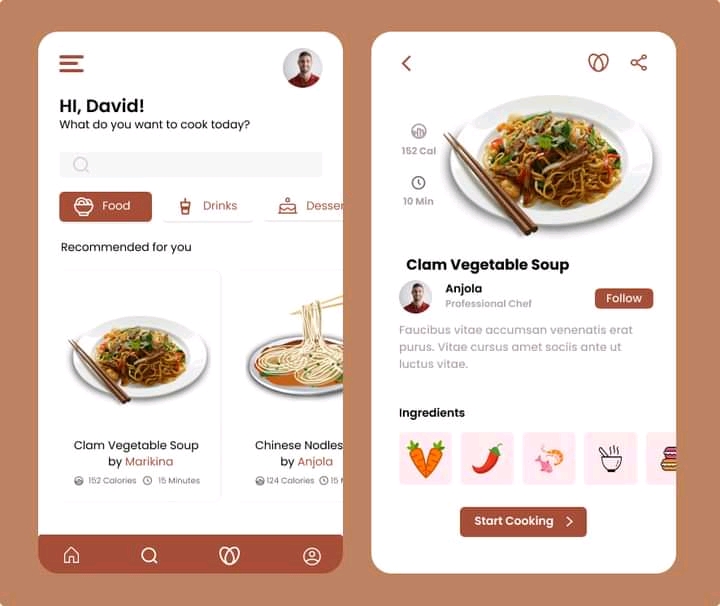 HI, David!
What do you want to cook today?
Food
Drinks
Desser
Recommended for you
Clam Vegetable Soup
by Marikina
152 Calories 15 Minutes
Chinese Nodles
by Anjola
124 Calories 15
152 Cal
10 Min
Clam Vegetable Soup
Anjola
Professional Chef
Follow
Faucibus vitae accumsan venenatis erat
purus. Vitae cursus amet sociis ante ut
luctus vitae.
Ingredients
Start Cooking